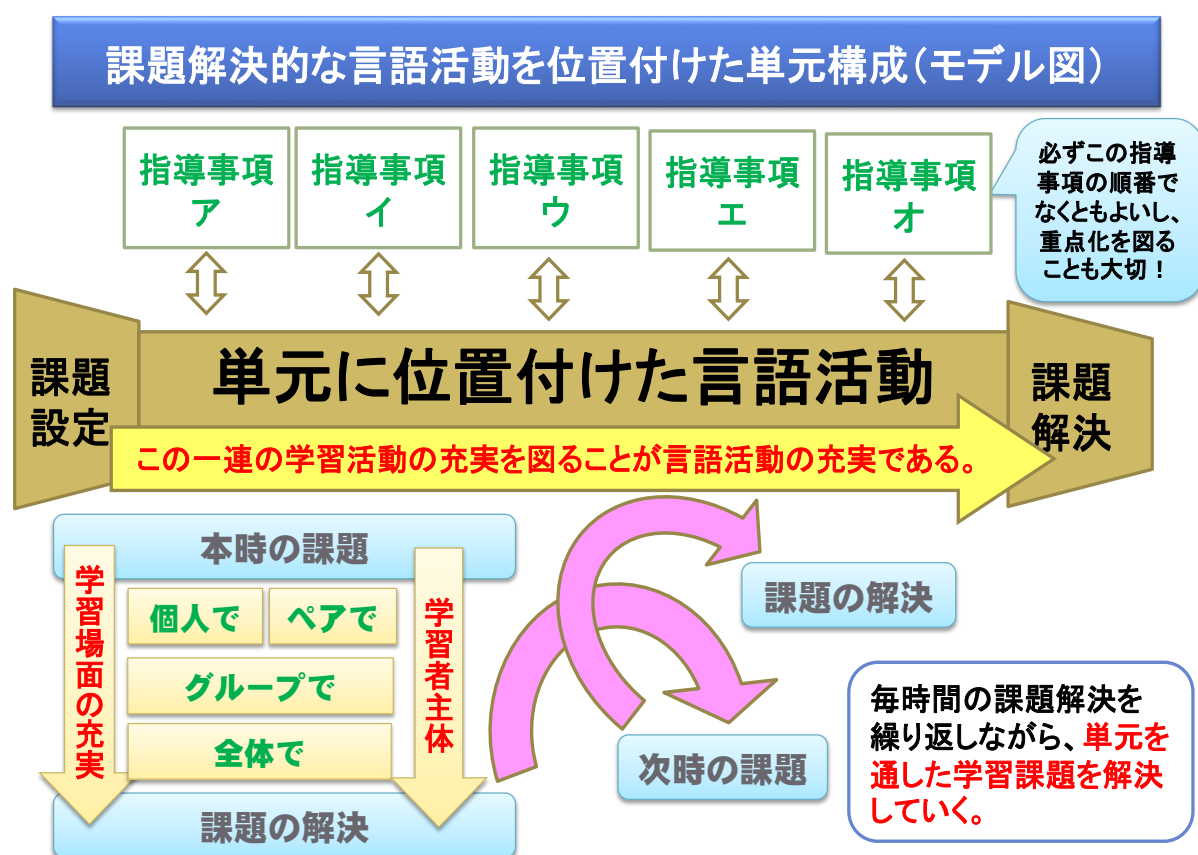 課題解決的な言語活動を位置付けた単元構成（モデル図）
指導事項
ア
指導事項
イ
指導事項
ウ
指導事項
エ
指導事項
オ
必ずこの指導
事項の順番で
なくともよいし、
重点化を図る
ことも大切！
課題
設定
単元に位置付けた言語活動
課題
解決
この一連の学習活動の充実を図ることが言語活動の充実である。
本時の課題
学習場面の充実
個人で
ペアで
グループで
全体で
学習者主体
課題の解決
課題の解決
次時の課題
毎時間の課題解決を
繰り返しながら、単元を
通した学習課題を解決
していく。